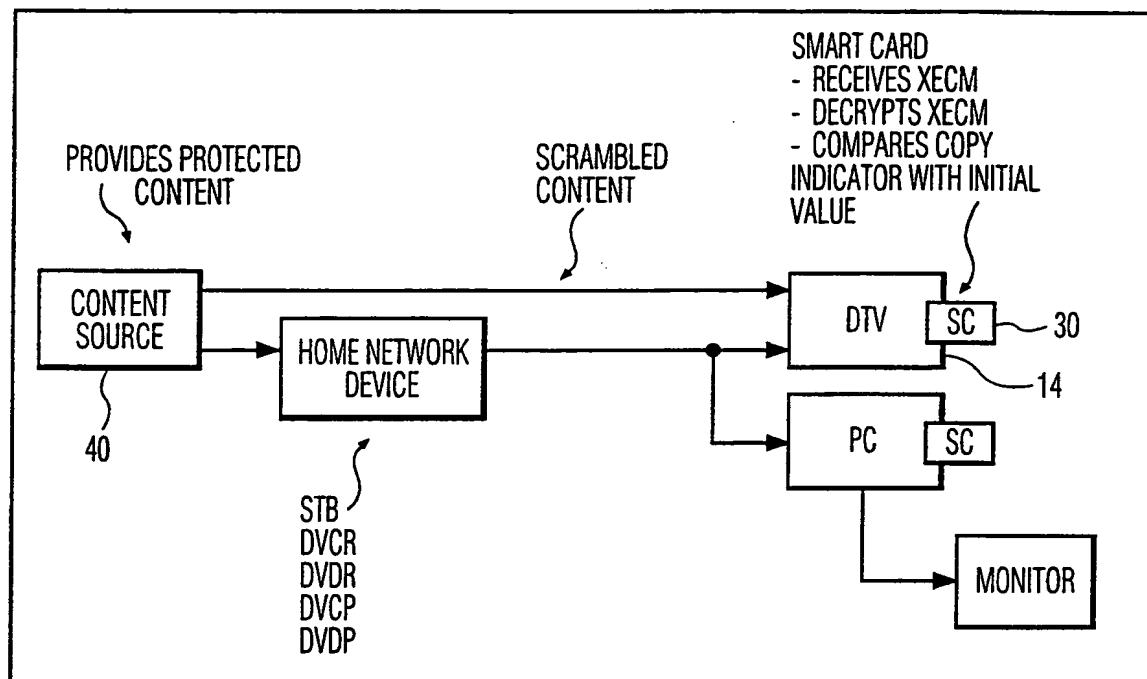 SMART CARD
- RECEIVES XECM
- DECRYPTS XECM
- COMPARES COPY
INDICATOR WITH INITIAL
VALUE
PROVIDES PROTECTED
CONTENT
SCRAMBLED
CONTENT
CONTENT
SOURCE
40
HOME NETWORK
DEVICE
DTV
SC
30
14
PC
SC
STB
DVCR
DVDR
DVCP
DVDP
MONITOR